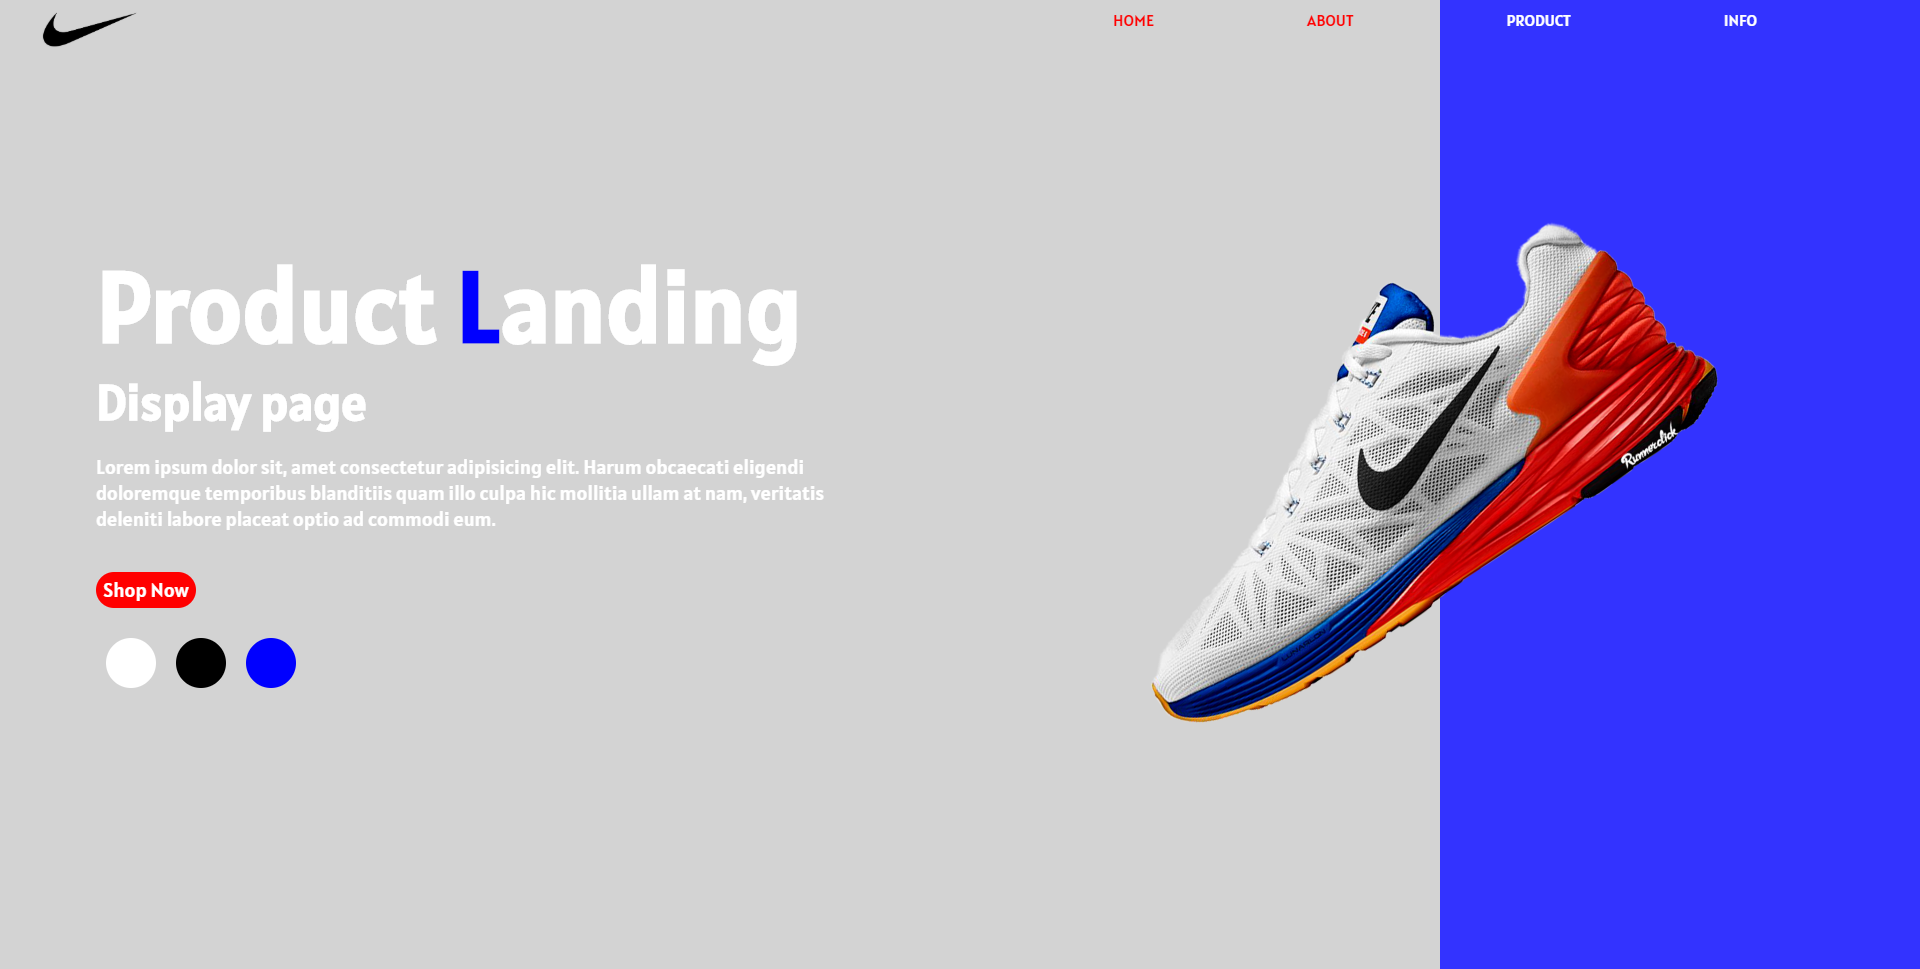 HOME ABOUT PRODUCT INFO
Product Landing
Display page
Lorem ipsum dolor sit, amet consectetur adipisicing elit. Harum obcaecati eligendi
doloremque temporibus blanditiis quam illo culpa hic mollitia ullam at nam, veritatis
deleniti labore placeat optio ad commodi eum.
Shop Now
Runnerclick